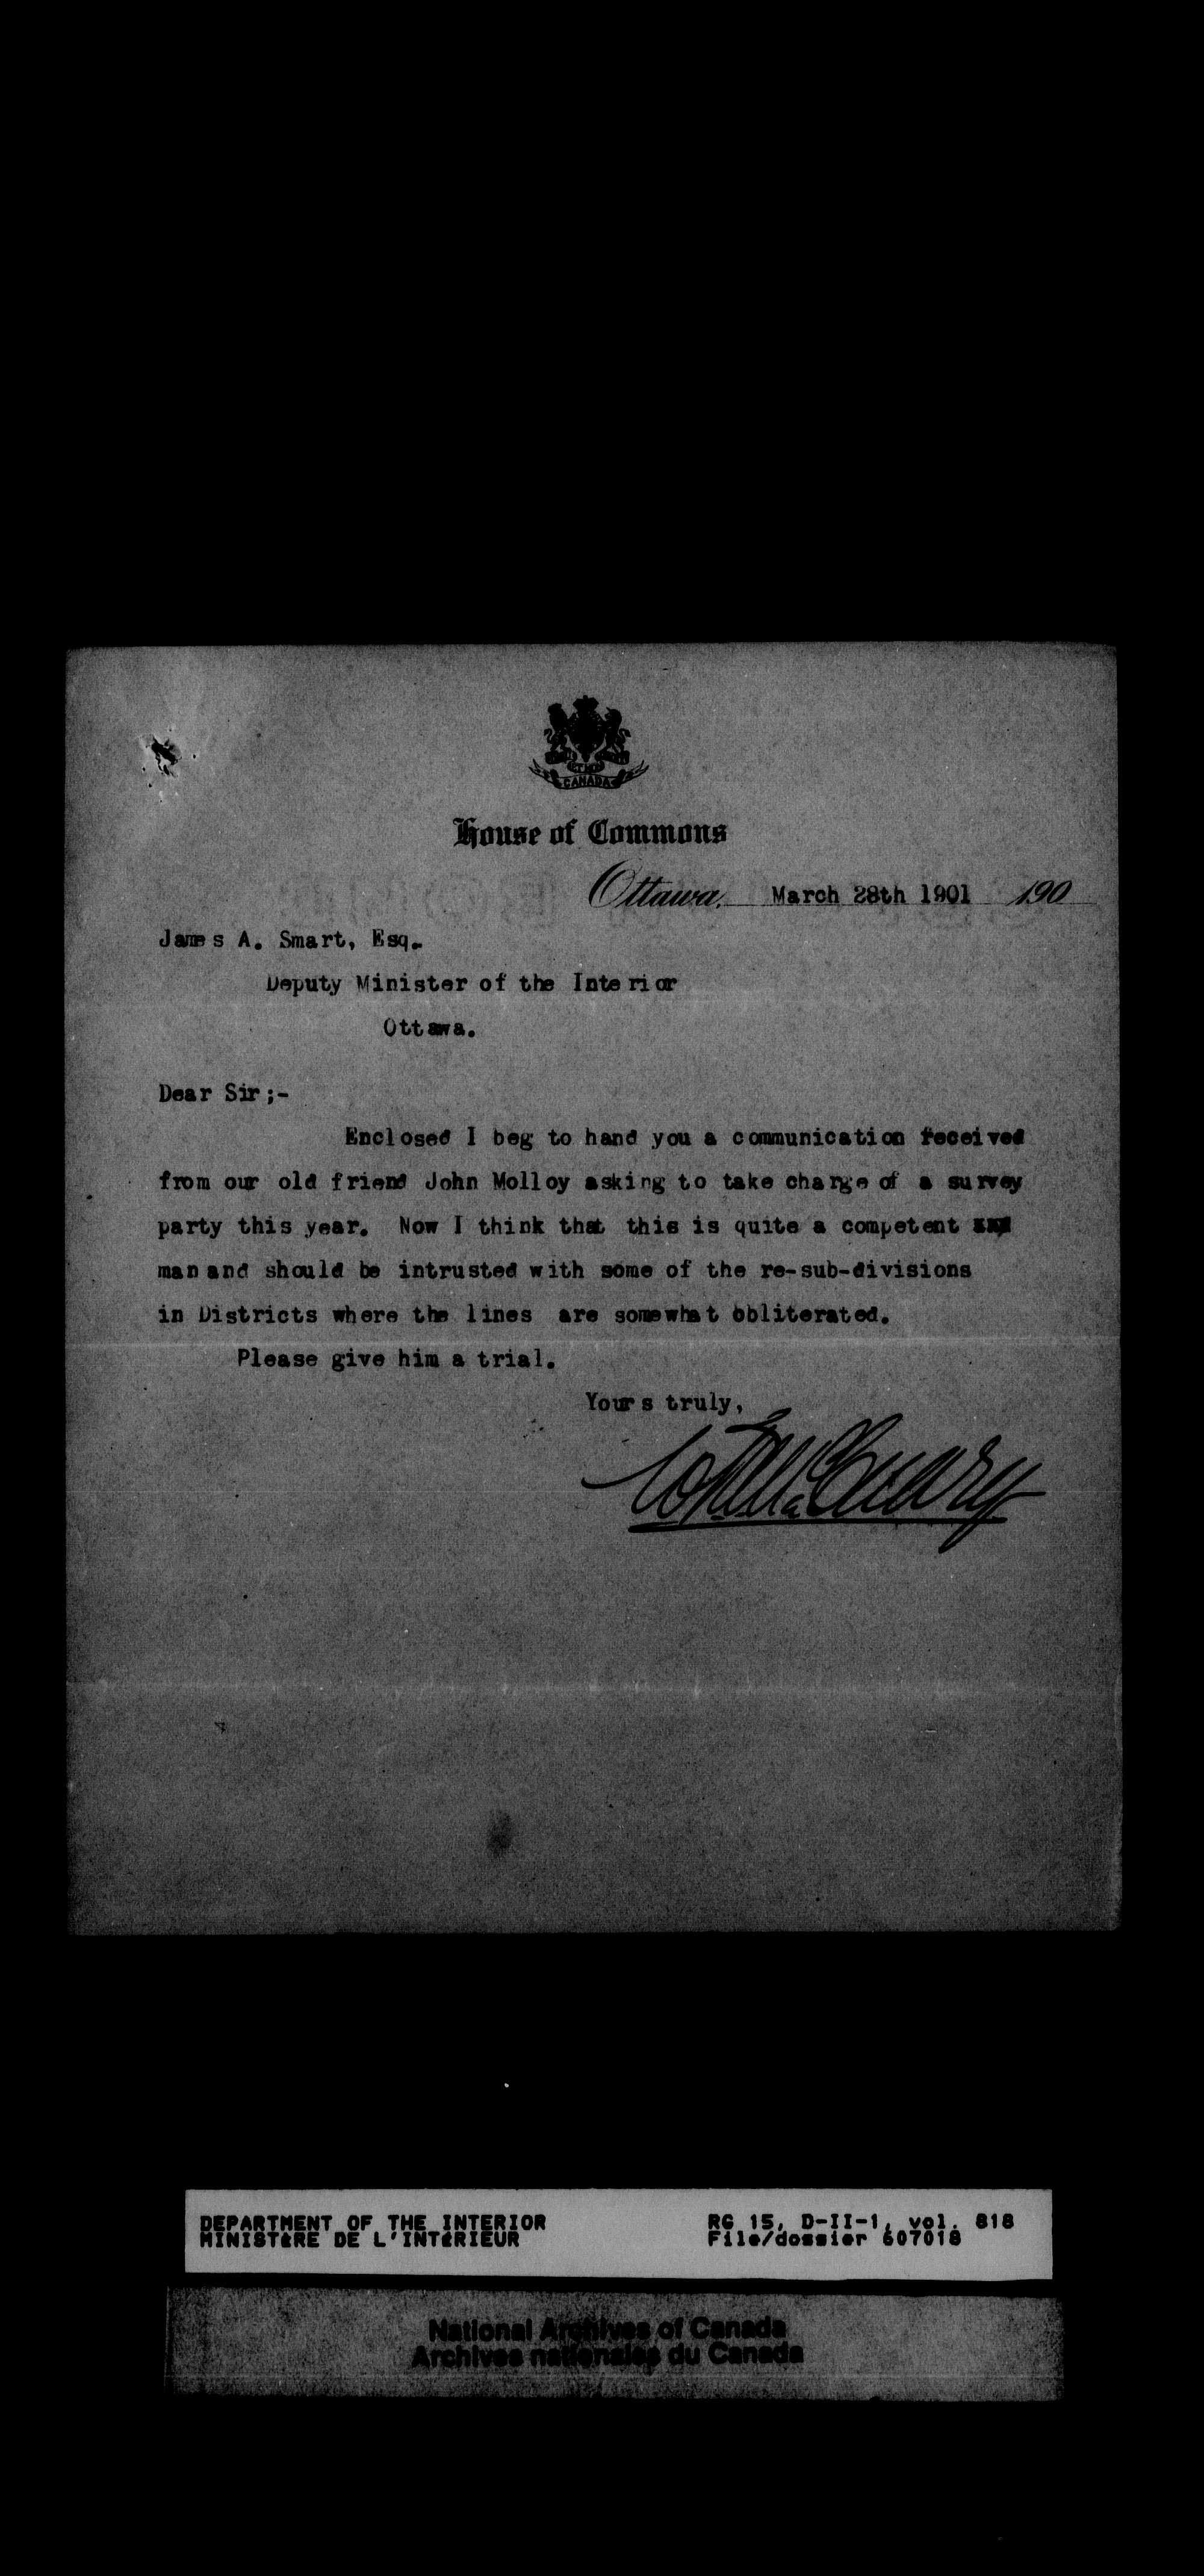 CANADA
House of Commons
Ottawa, March 28th 1901 190
James A. Smart, Esq.
Deputy Minister of the Interior
Ottawa.
Dear Sir;-
Enclosed I beg to hand you a communication received
from our old friend John Molloy asking to take charge of a survey
party this year. Now I think that this is quite a competent
man and should be intrusted with some of the re-sub-divisions
in Districts where the lines are somewhat obliterated.
Please give him a trial.
Yours truly,
DEPARTMENT OF THE INTERIOR
MINISTÈRE DE L'INTÉRIEUR
RG 15, D-II-1, vol. 818
File/dossier 607018
National Archives of Canada
Archives nationales du Canada